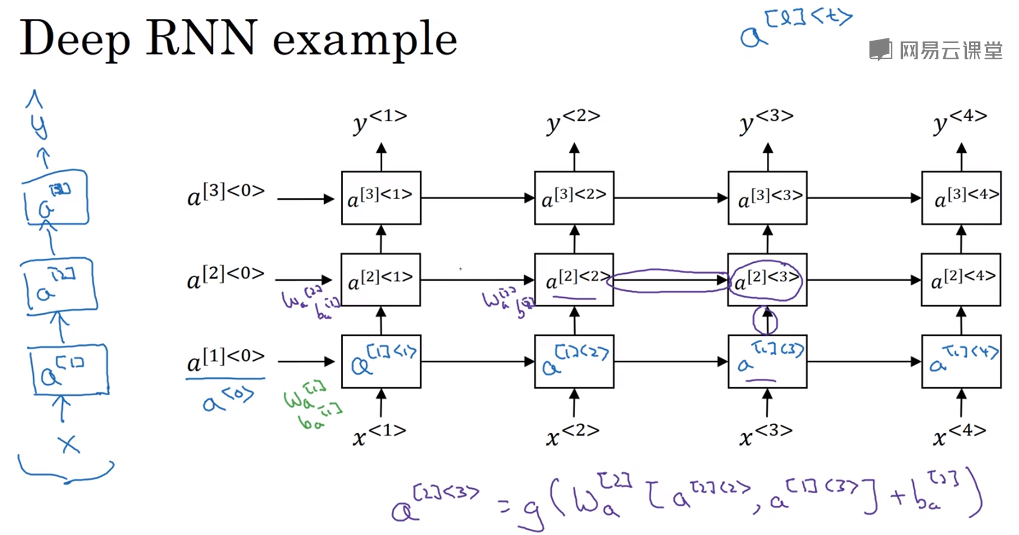 Deep RNN example
a^[l]<t>
网易云课堂
ŷ
y^<1> y^<2> y^<3> y^<4>
a^[3]
a^[3]<0> a^[3]<1> a^[3]<2> a^[3]<3> a^[3]<4>
a^[2]
a^[2]<0> a^[2]<1> a^[2]<2> a^[2]<3> a^[2]<4>
W_a^[2] W_a^[2]
b_a^[2] b_a^[2]
a^[1]
a^[1]<0> a^[1]<1> a^[1]<2> a^[1]<3> a^[1]<4>
a^<0>
W_a^[1]
b_a^[1]
x
x^<1> x^<2> x^<3> x^<4>
a^[2]<3> = g(W_a^[2] [a^[2]<2>, a^[1]<3>] + b_a^[2])